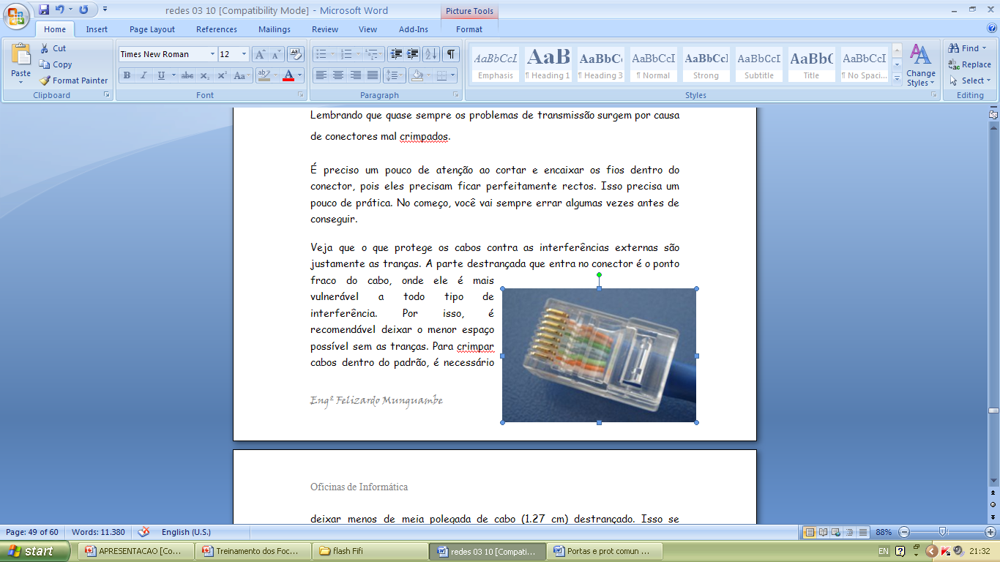 redes 03 10 [Compatibility Mode] - Microsoft Word
Picture Tools
Home Insert Page Layout References Mailings Review View Add-Ins Format
Paste
Cut
Copy
Format Painter
Clipboard
Times New Roman 12
Font
Paragraph
AaBbCcI AaB AaBbC AaBbCcI AaBbCcl AaBbCcI AaBbC AaBbCcI
Emphasis ¶ Heading 1 ¶ Heading 3 ¶ Normal Strong Subtitle Title ¶ No Spaci...
Change Styles
Styles
Find
Replace
Select
Editing
Lembrando que quase sempre os problemas de transmissão surgem por causa
de conectores mal crimpados.
É preciso um pouco de atenção ao cortar e encaixar os fios dentro do
conector, pois eles precisam ficar perfeitamente rectos. Isso precisa um
pouco de prática. No começo, você vai sempre errar algumas vezes antes de
conseguir.
Veja que o que protege os cabos contra as interferências externas são
justamente as tranças. A parte destrançada que entra no conector é o ponto
fraco do cabo, onde ele é mais
vulnerável a todo tipo de
interferência. Por isso, é
recomendável deixar o menor espaço
possível sem as tranças. Para crimpar
cabos dentro do padrão, é necessário
Engº Felizardo Munguambe
Oficinas de Informática
deixar menos de meia polegada de cabo (1.27 cm) destrançado. Isso se
Page: 49 of 60 Words: 11.380 English (U.S.) 88%
start APRESENTACAO [Co... Treinamento dos Foc... flash Fifi redes 03 10 [Compati... Portas e prot comun ... EN 21:32